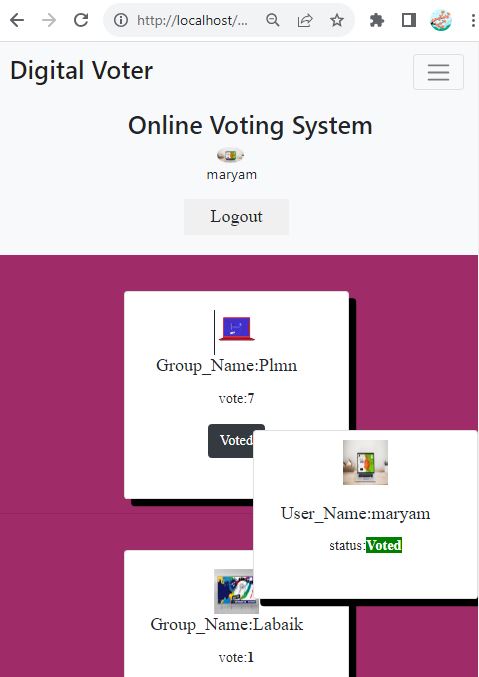 http://localhost/...
Digital Voter
Online Voting System
maryam
Logout
Group_Name:Plmn
vote:7
Voted
User_Name:maryam
status:Voted
Group_Name:Labaik
vote:1